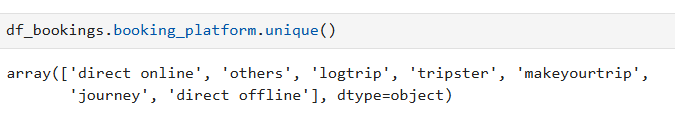 df_bookings.booking_platform.unique()
array(['direct online', 'others', 'logtrip', 'tripster', 'makeyourtrip',
'journey', 'direct offline'], dtype=object)